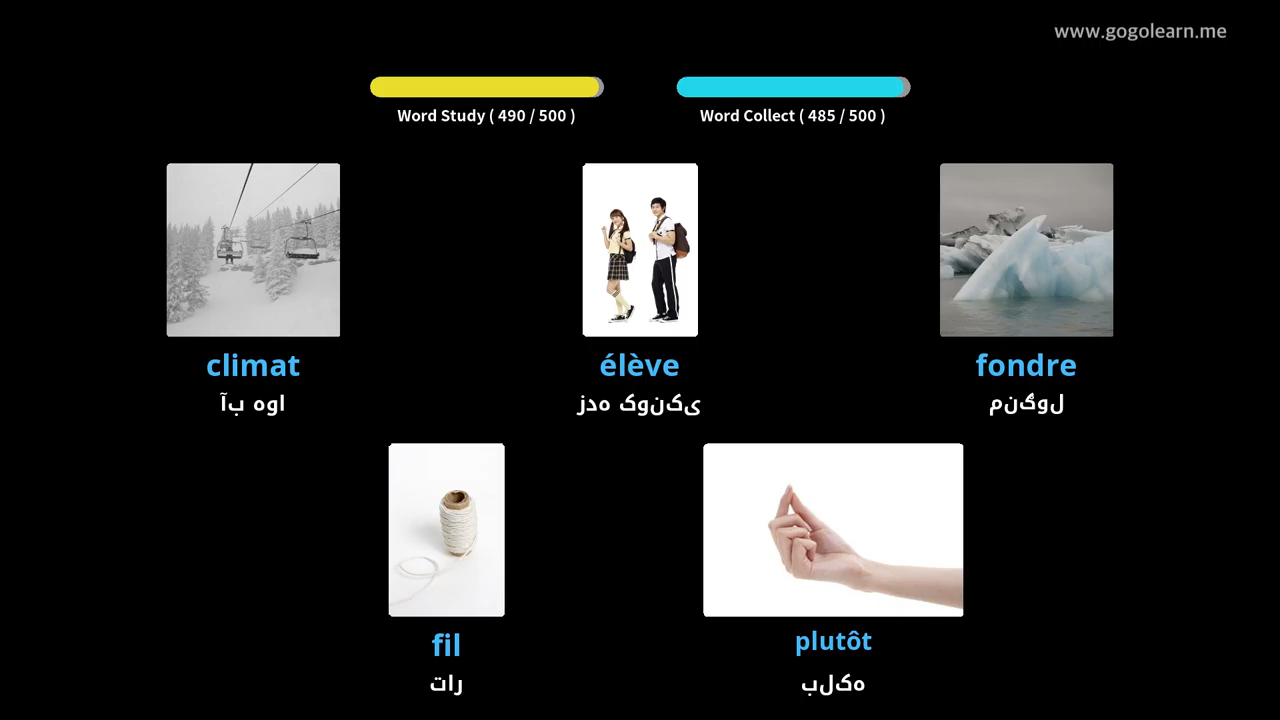 www.gogolearn.me
Word Study ( 490 / 500 )
Word Collect ( 485 / 500 )
climat
اوه بآ
élève
یکنوک هدز
fondre
لوګنم
fil
رات
plutôt
هکلب